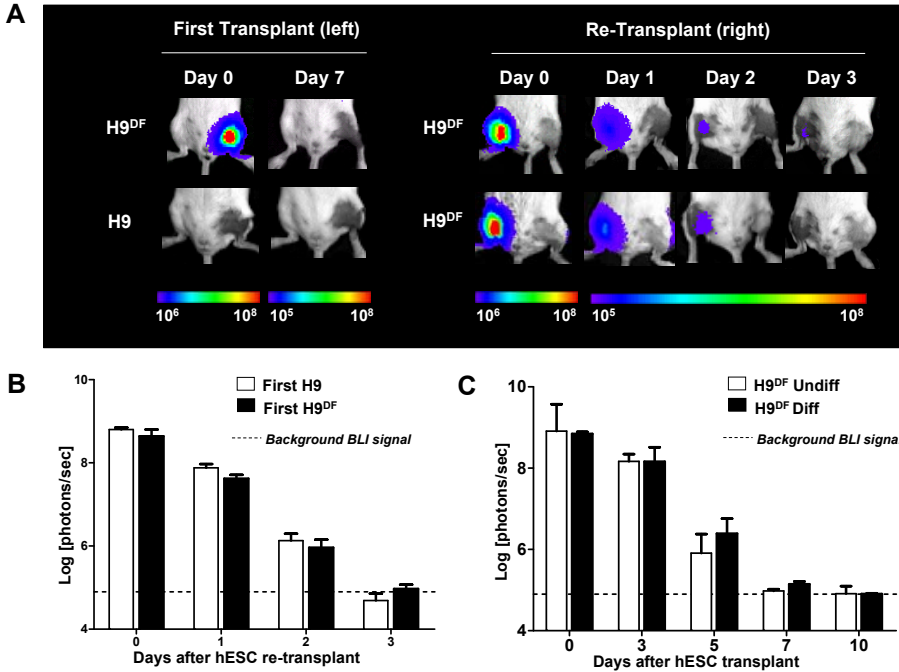 A
First Transplant (left)
Re-Transplant (right)
Day 0 Day 7 Day 0 Day 1 Day 2 Day 3
H9DF H9DF
H9 H9DF
10⁶ 10⁸ 10⁵ 10⁸ 10⁶ 10⁸ 10⁵ 10⁸
B
First H9
First H9DF
Background BLI signal
Log [photons/sec]
10
8
6
4
0 1 2 3
Days after hESC re-transplant
C
H9DF Undiff
H9DF Diff
Background BLI signal
Log [photons/sec]
10
8
6
4
0 3 5 7 10
Days after hESC transplant